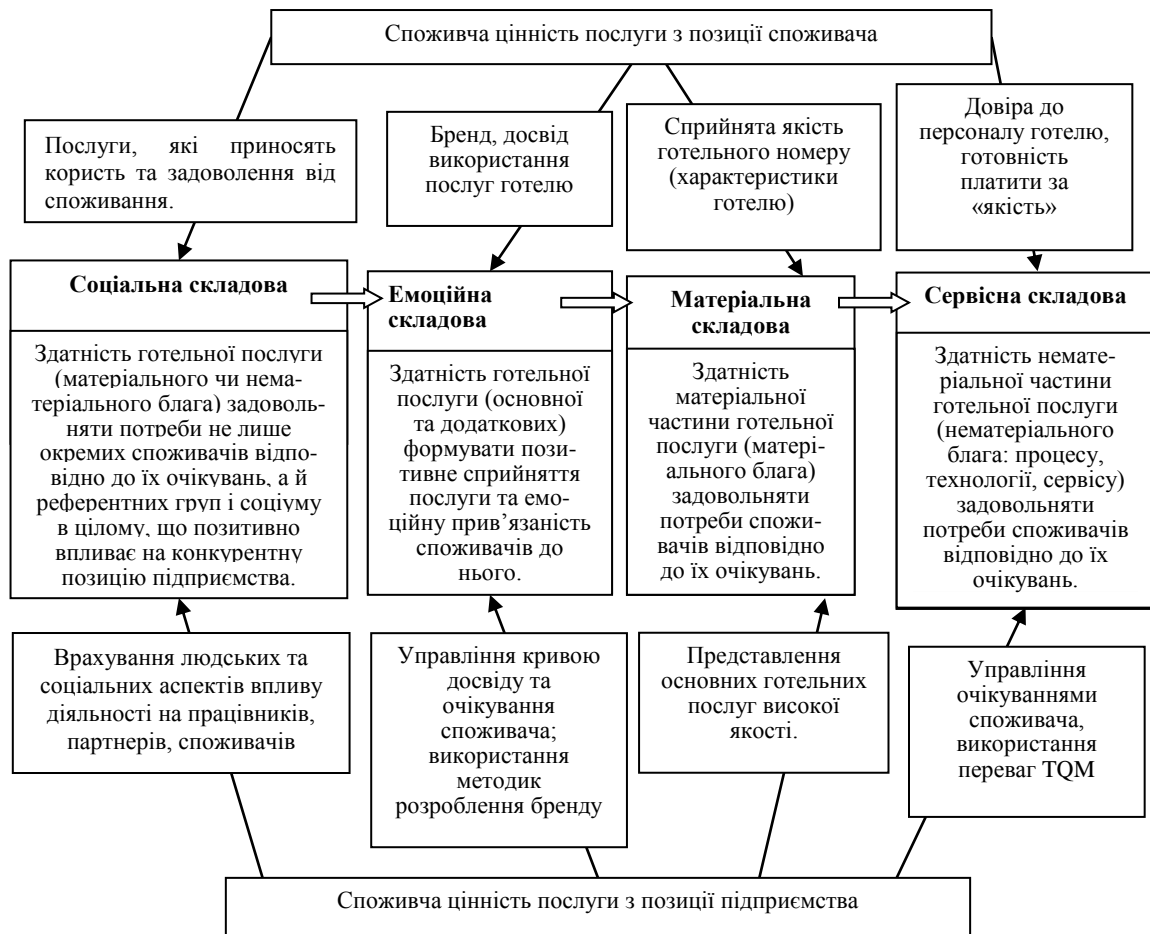 Споживча цінність послуги з позиції споживача
Послуги, які приносять
користь та задоволення від
споживання.
Бренд, досвід
використання
послуг готелю
Сприйнята якість
готельного номеру
(характеристики
готелю)
Довіра до
персоналу готелю,
готовність
платити за
«якість»
Соціальна складова
Емоційна
складова
Матеріальна
складова
Сервісна складова
Здатність готельної послуги
(матеріального чи нема-
теріального блага) задоволь-
няти потреби не лише
окремих споживачів відпо-
відно до їх очікувань, а й
референтних груп і соціуму
в цілому, що позитивно
впливає на конкурентну
позицію підприємства.
Здатність готельної
послуги (основної
та додаткових)
формувати пози-
тивне сприйняття
послуги та емо-
ційну прив’язаність
споживачів до
нього.
Здатність
матеріальної
частини готельної
послуги (матері-
ального блага)
задовольняти
потреби спожи-
вачів відповідно
до їх очікувань.
Здатність немате-
ріальної частини
готельної послуги
(нематеріального
блага: процесу,
технології, сервісу)
задовольняти
потреби споживачів
відповідно до їх
очікувань.
Врахування людських та
соціальних аспектів впливу
діяльності на працівників,
партнерів, споживачів
Управління кривою
досвіду та
очікування
споживача;
використання
методик
розроблення бренду
Представлення
основних готельних
послуг високої
якості.
Управління
очікуваннями
споживача,
використання
переваг TQM
Споживча цінність послуги з позиції підприємства